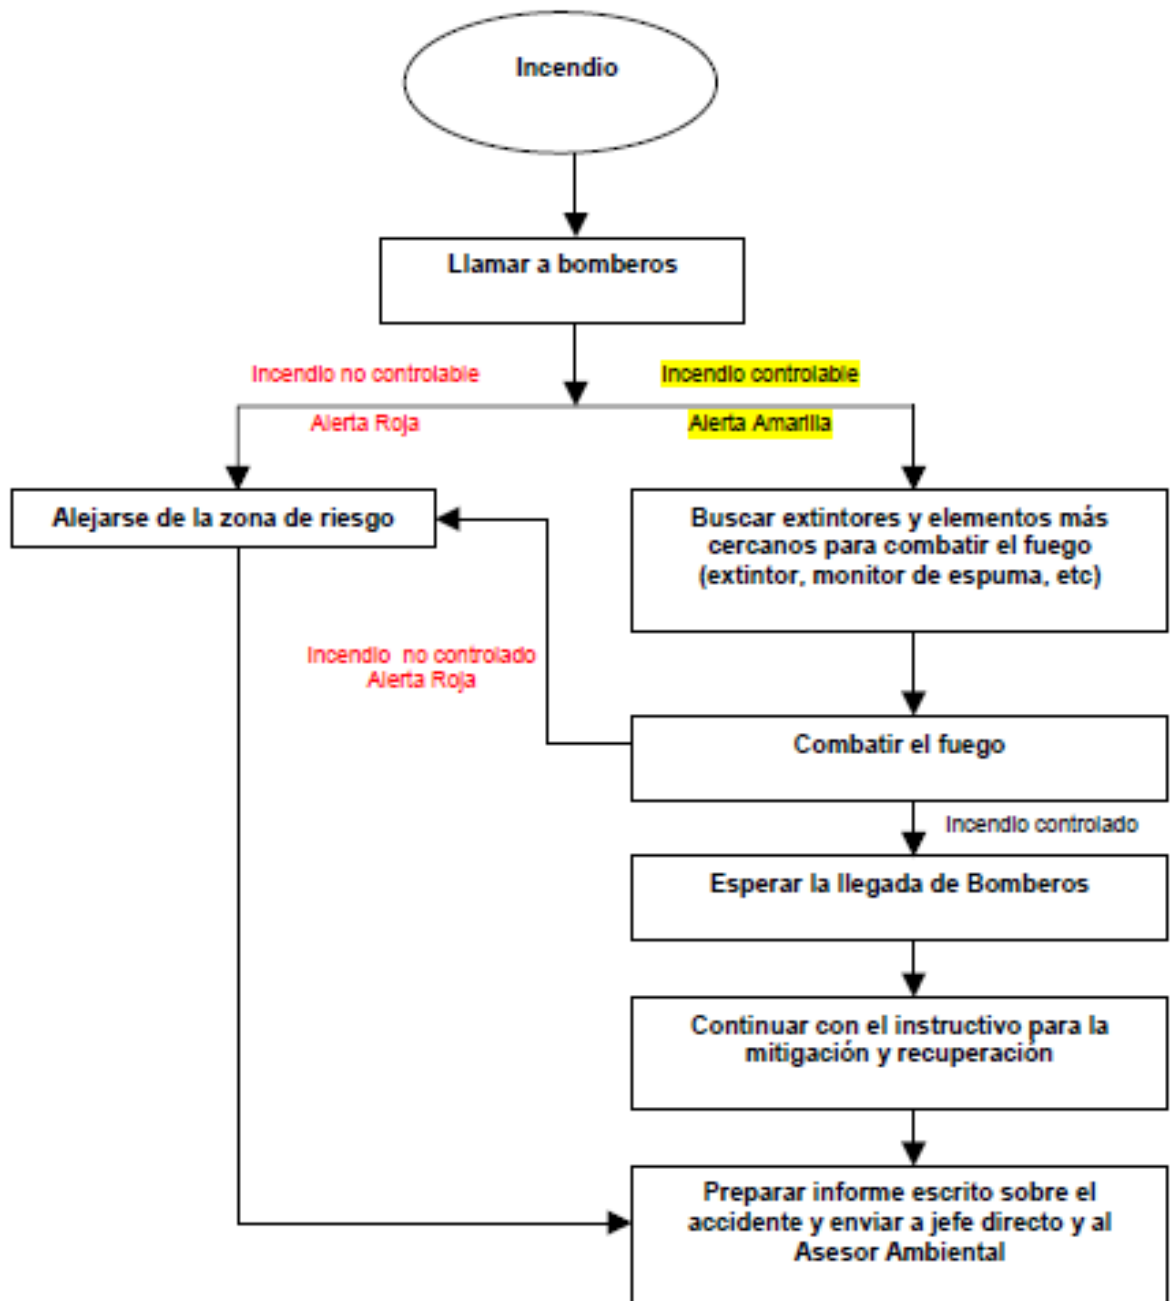 Incendio
Llamar a bomberos
Incendio no controlable
Incendio controlable
Alerta Roja
Alerta Amarilla
Alejarse de la zona de riesgo
Buscar extintores y elementos más
cercanos para combatir el fuego
(extintor, monitor de espuma, etc)
Incendio no controlado
Alerta Roja
Combatir el fuego
Incendio controlado
Esperar la llegada de Bomberos
Continuar con el instructivo para la
mitigación y recuperación
Preparar informe escrito sobre el
accidente y enviar a jefe directo y al
Asesor Ambiental